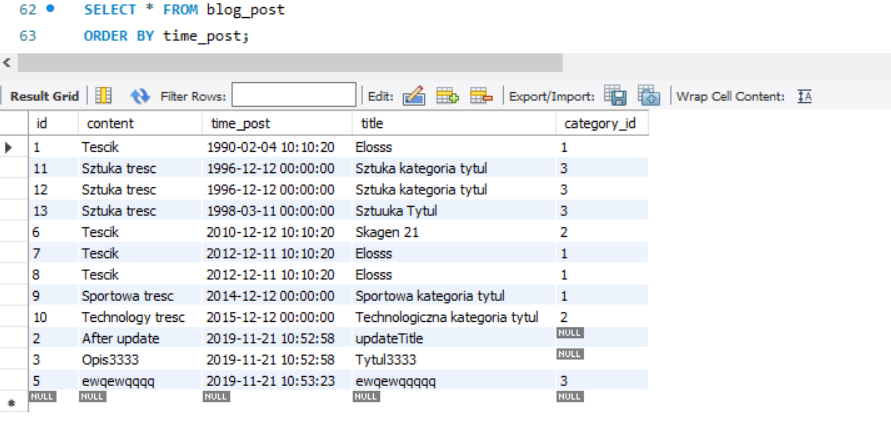 62 SELECT * FROM blog_post
63 ORDER BY time_post;
Result Grid Filter Rows: Edit: Export/Import: Wrap Cell Content: IA
id content time_post title category_id
1 Tescik 1990-02-04 10:10:20 Elosss 1
11 Sztuka tresc 1996-12-12 00:00:00 Sztuka kategoria tytul 3
12 Sztuka tresc 1996-12-12 00:00:00 Sztuka kategoria tytul 3
13 Sztuka tresc 1998-03-11 00:00:00 Sztuuka Tytul 3
6 Tescik 2010-12-12 10:10:20 Skagen 21 2
7 Tescik 2012-12-11 10:10:20 Elosss 1
8 Tescik 2012-12-11 10:10:20 Elosss 1
9 Sportowa tresc 2014-12-12 00:00:00 Sportowa kategoria tytul 1
10 Technology tresc 2015-12-12 00:00:00 Technologiczna kategoria tytul 2
2 After update 2019-11-21 10:52:58 updateTitle NULL
3 Opis3333 2019-11-21 10:52:58 Tytul3333 NULL
5 ewqewqqqq 2019-11-21 10:53:23 ewqewqqqqq 3
NULL NULL NULL NULL NULL